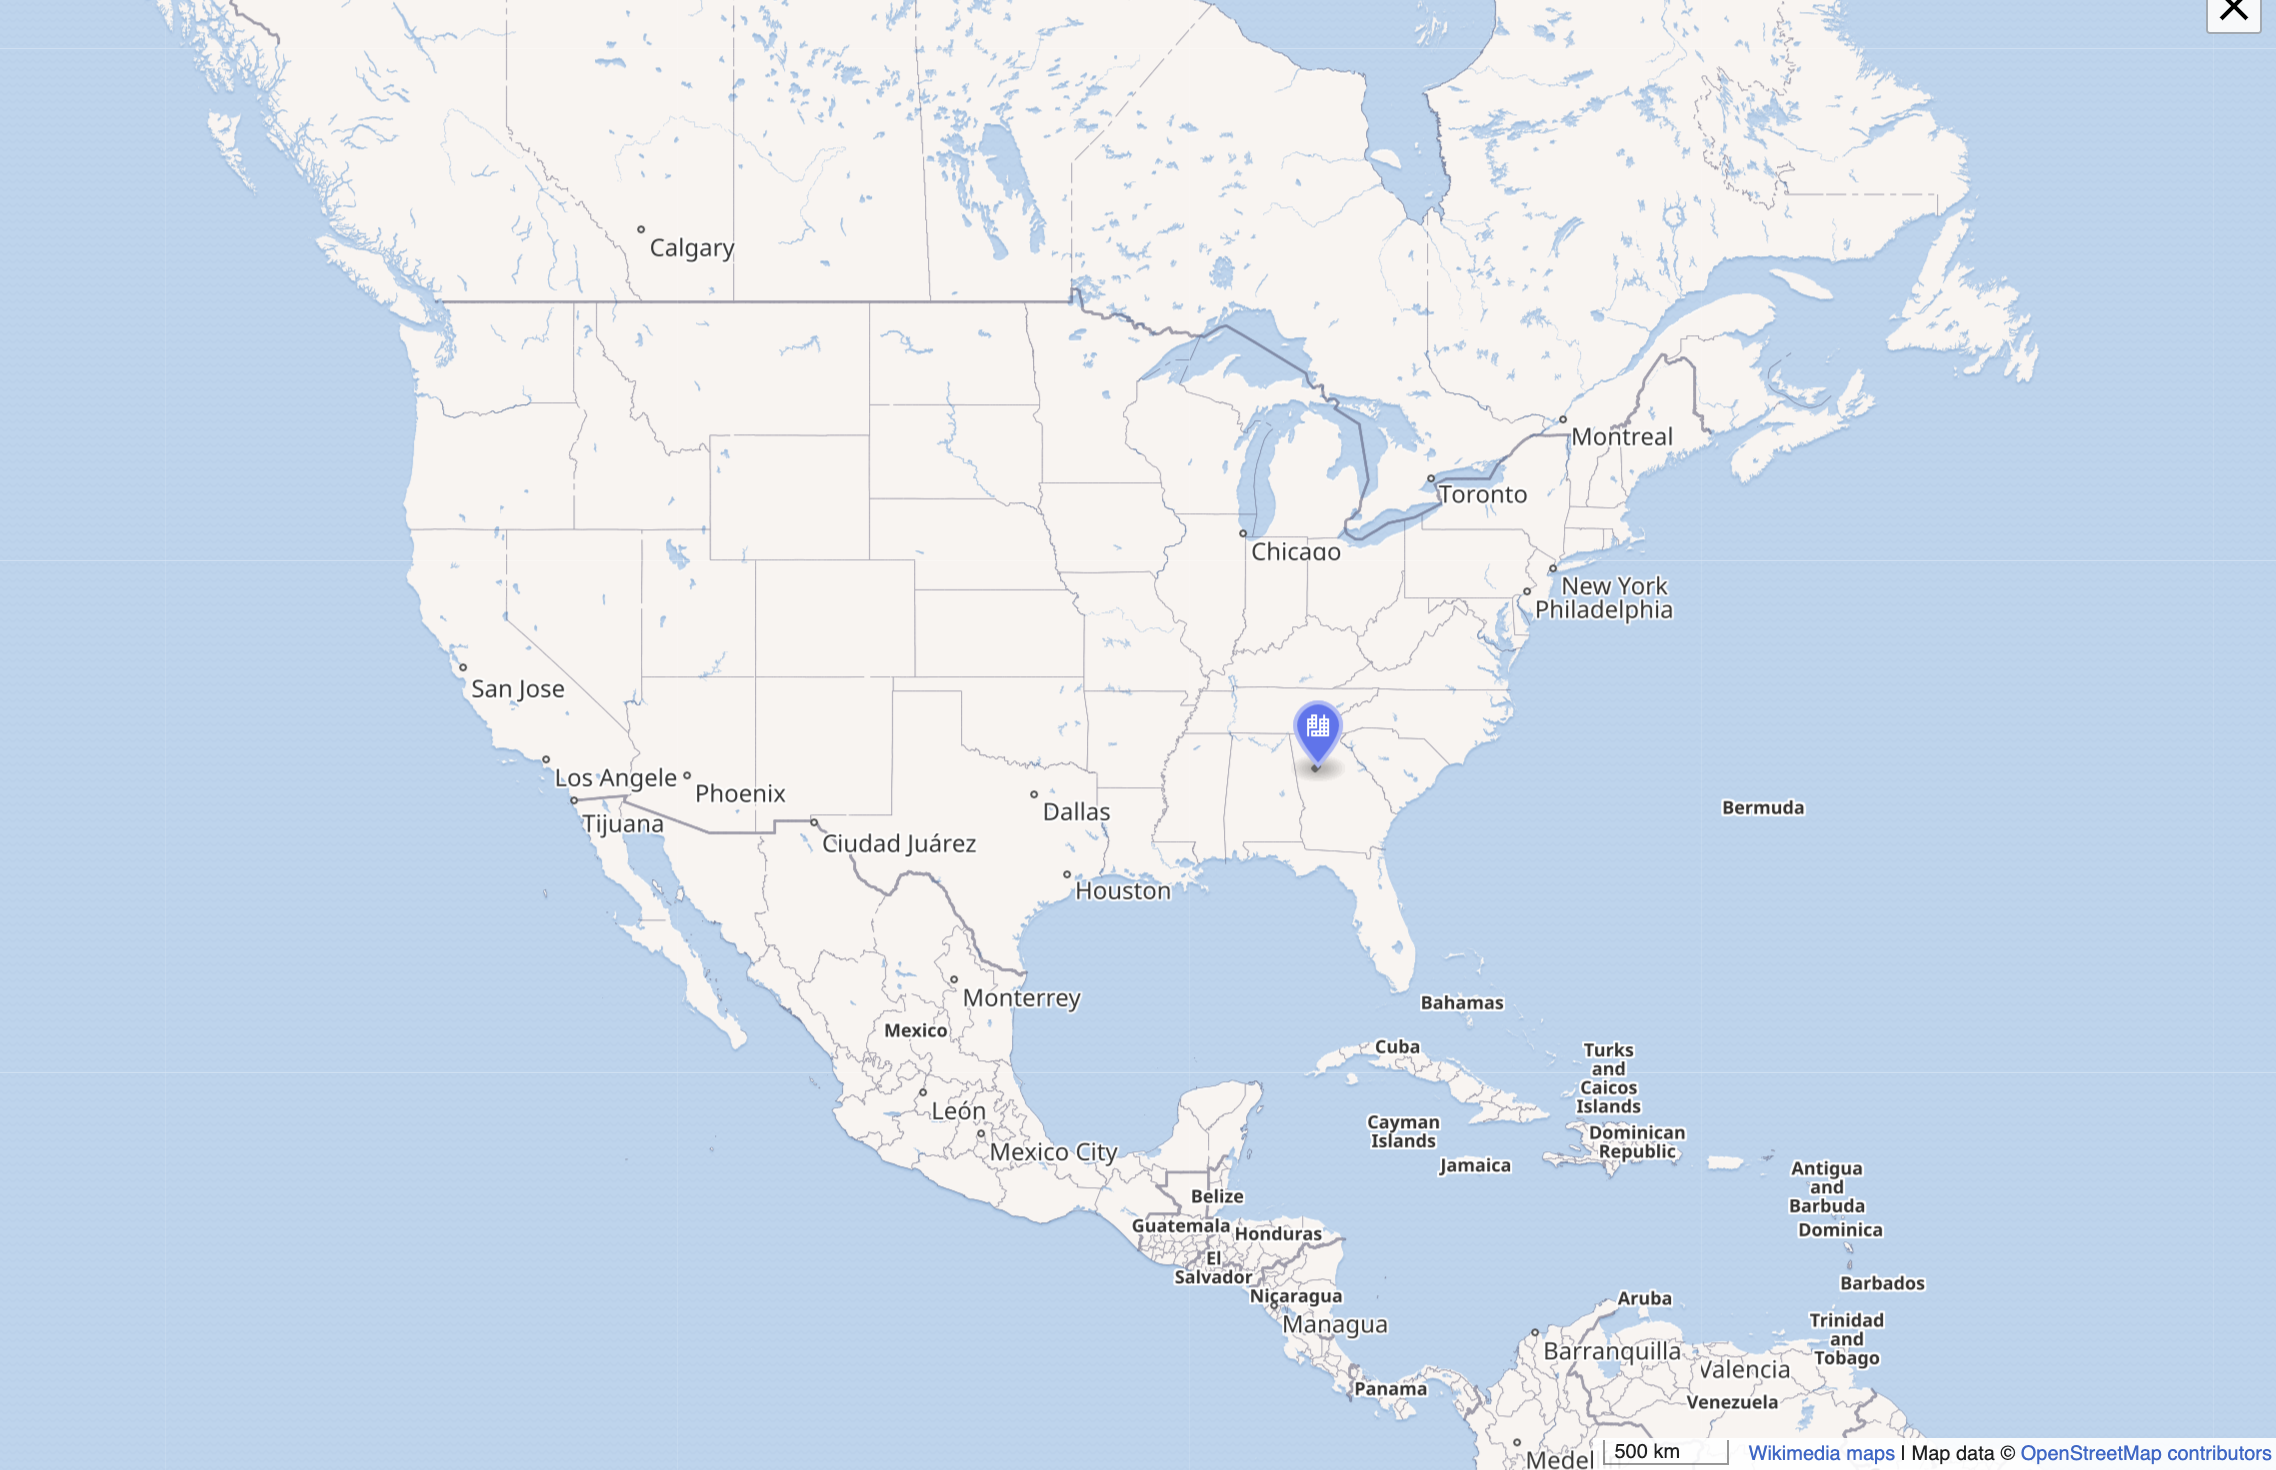 Calgary
Montreal
Toronto
Chicago
New York
Philadelphia
San Jose
Los Angele
Phoenix
Tijuana
Dallas
Bermuda
Ciudad Juárez
Houston
Monterrey
Bahamas
Mexico
Cuba
Turks
and
Caicos
Islands
León
Cayman
Islands
Dominican
Republic
Mexico City
Jamaica
Antigua
and
Barbuda
Belize
Guatemala
Honduras
Dominica
El
Salvador
Barbados
Nicaragua
Aruba
Managua
Trinidad
and
Tobago
Barranquilla
Valencia
Panama
Venezuela
Medel
500 km
Wikimedia maps | Map data © OpenStreetMap contributors